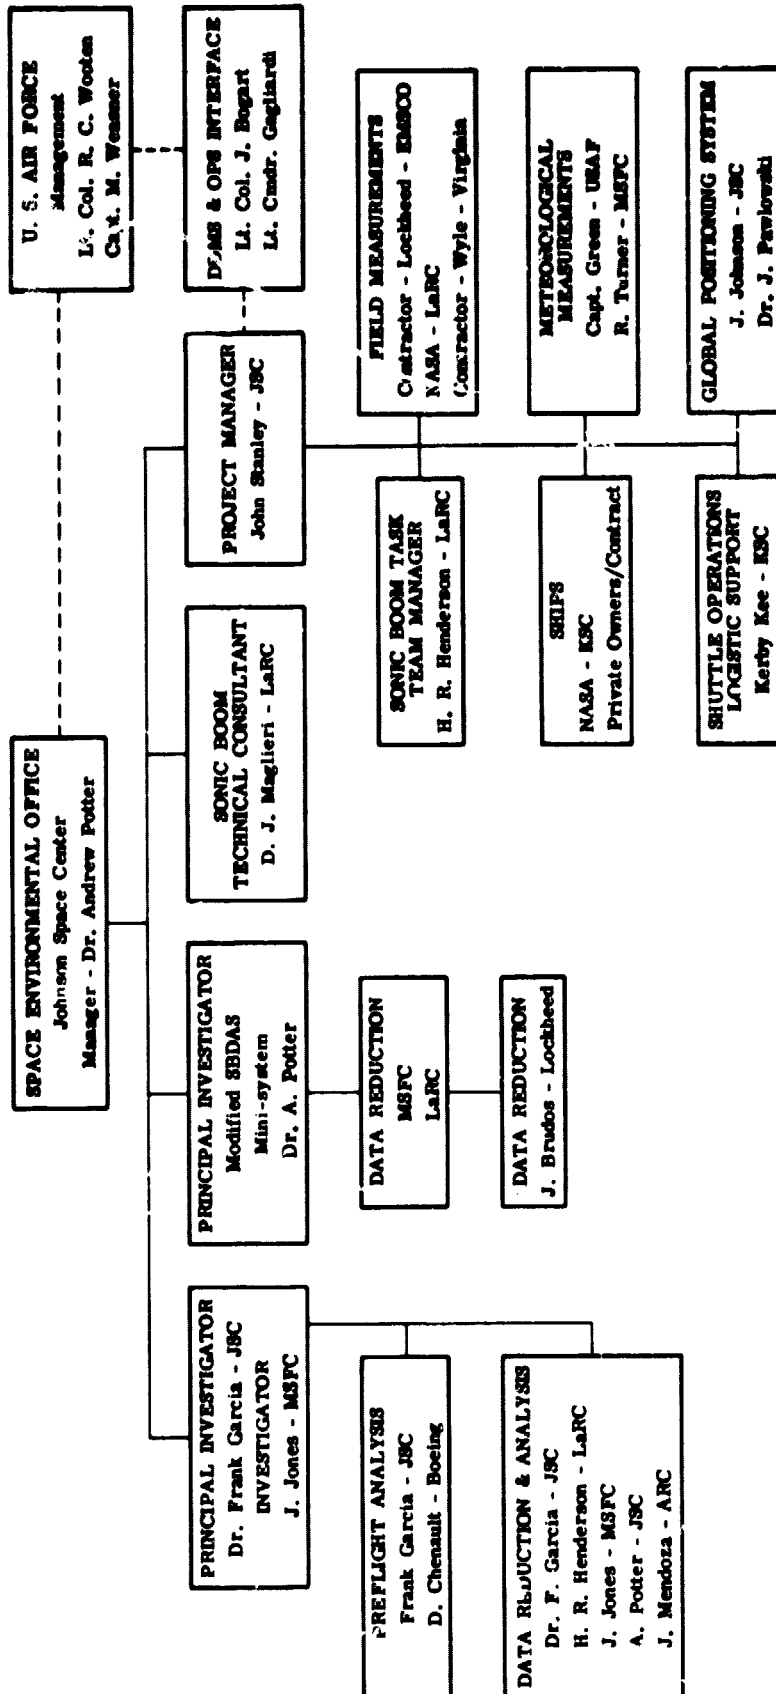 SPACE ENVIRONMENTAL OFFICE
Johnson Space Center
Manager - Dr. Andrew Potter
U. S. AIR FORCE
Management
Lt. Col. R. C. Wooten
Capt. M. Wessner
PRINCIPAL INVESTIGATOR
Dr. Frank Garcia - JSC
INVESTIGATOR
J. Jones - MSFC
PRINCIPAL INVESTIGATOR
Modified SBDAS
Mini-system
Dr. A. Potter
SONIC BOOM
TECHNICAL CONSULTANT
D. J. Maglieri - LaRC
PROJECT MANAGER
John Stanley - JSC
& OPS INTERFACE
Lt. Col. J. Bogart
Lt. Cmdr. Gagliardi
PREFLIGHT ANALYSIS
Frank Garcia - JSC
D. Chenault - Boeing
DATA REDUCTION
MSFC
LaRC
SONIC BOOM TASK
TEAM MANAGER
H. R. Henderson - LaRC
FIELD MEASUREMENTS
Contractor - Lockheed - EMSCO
NASA - LaRC
Contractor - Wyle - Virginia
DATA REDUCTION & ANALYSIS
Dr. F. Garcia - JSC
H. R. Henderson - LaRC
J. Jones - MSFC
A. Potter - JSC
J. Mendoza - ARC
DATA REDUCTION
J. Brudos - Lockheed
SHIPS
NASA - KSC
Private Owners/Contract
METEOROLOGICAL
MEASUREMENTS
Capt. Green - USAF
R. Turner - MSFC
SHUTTLE OPERATIONS
LOGISTIC SUPPORT
Kerby Kee - KSC
GLOBAL POSITIONING SYSTEM
J. Johnson - JSC
Dr. J. Pawlowski